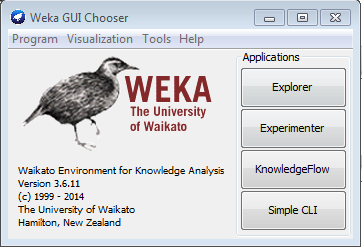 Weka GUI Chooser
Program Visualization Tools Help
WEKA
The University
of Waikato
Waikato Environment for Knowledge Analysis
Version 3.6.11
(c) 1999 - 2014
The University of Waikato
Hamilton, New Zealand
Applications
Explorer
Experimenter
KnowledgeFlow
Simple CLI